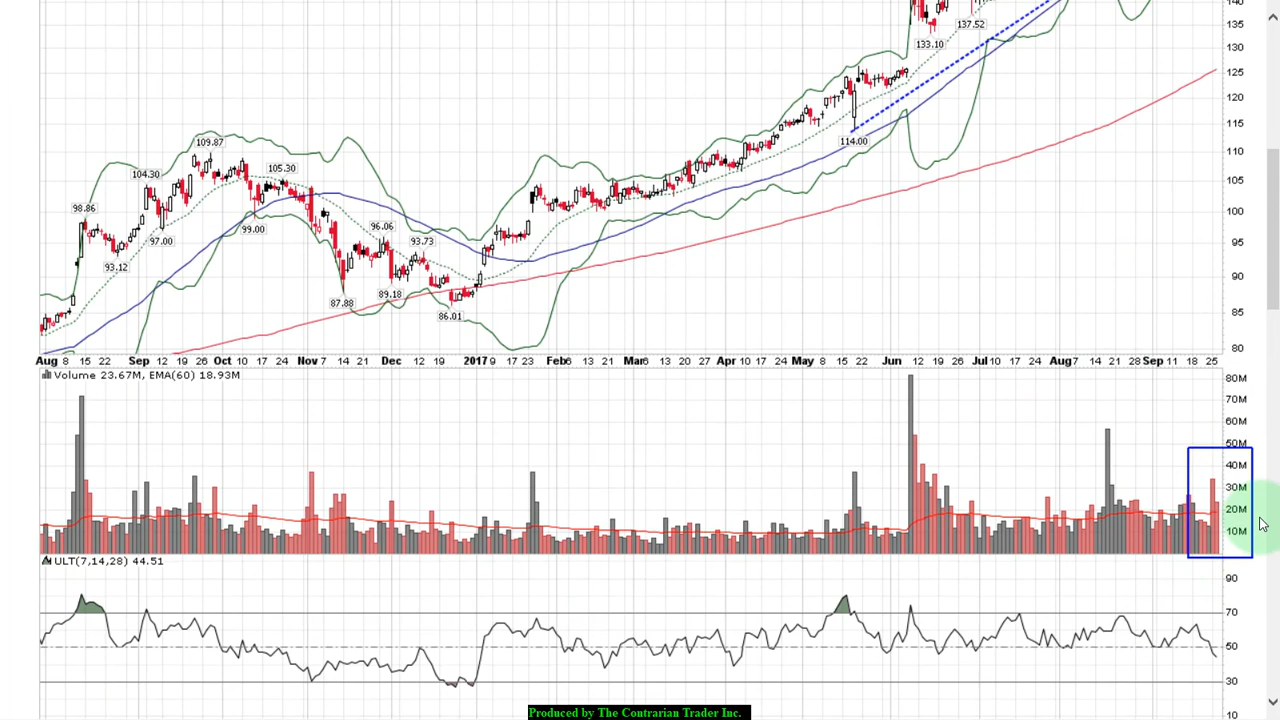 140
137.52
135
133.10
130
125
120
115
114.00
109.87
110
104.30
105.30
105
98.86
100
99.00
97.00
96.06
93.73
95
93.12
90
89.18
87.88
86.01
85
80
Aug 8 15 22 Sep 12 19 26 Oct 10 17 24 Nov 7 14 21 Dec 12 19 2017 9 17 23 Feb 6 13 21 Mar 6 13 20 27 Apr 10 17 24 May 8 15 22 Jun 12 19 26 Jul 10 17 24 Aug 7 14 21 28 Sep 11 18 25
Volume 23.67M, EMA(60) 18.93M
80M
70M
60M
50M
40M
30M
20M
10M
ULT(7,14,28) 44.51
90
70
50
30
10
Produced by The Contrarian Trader Inc.